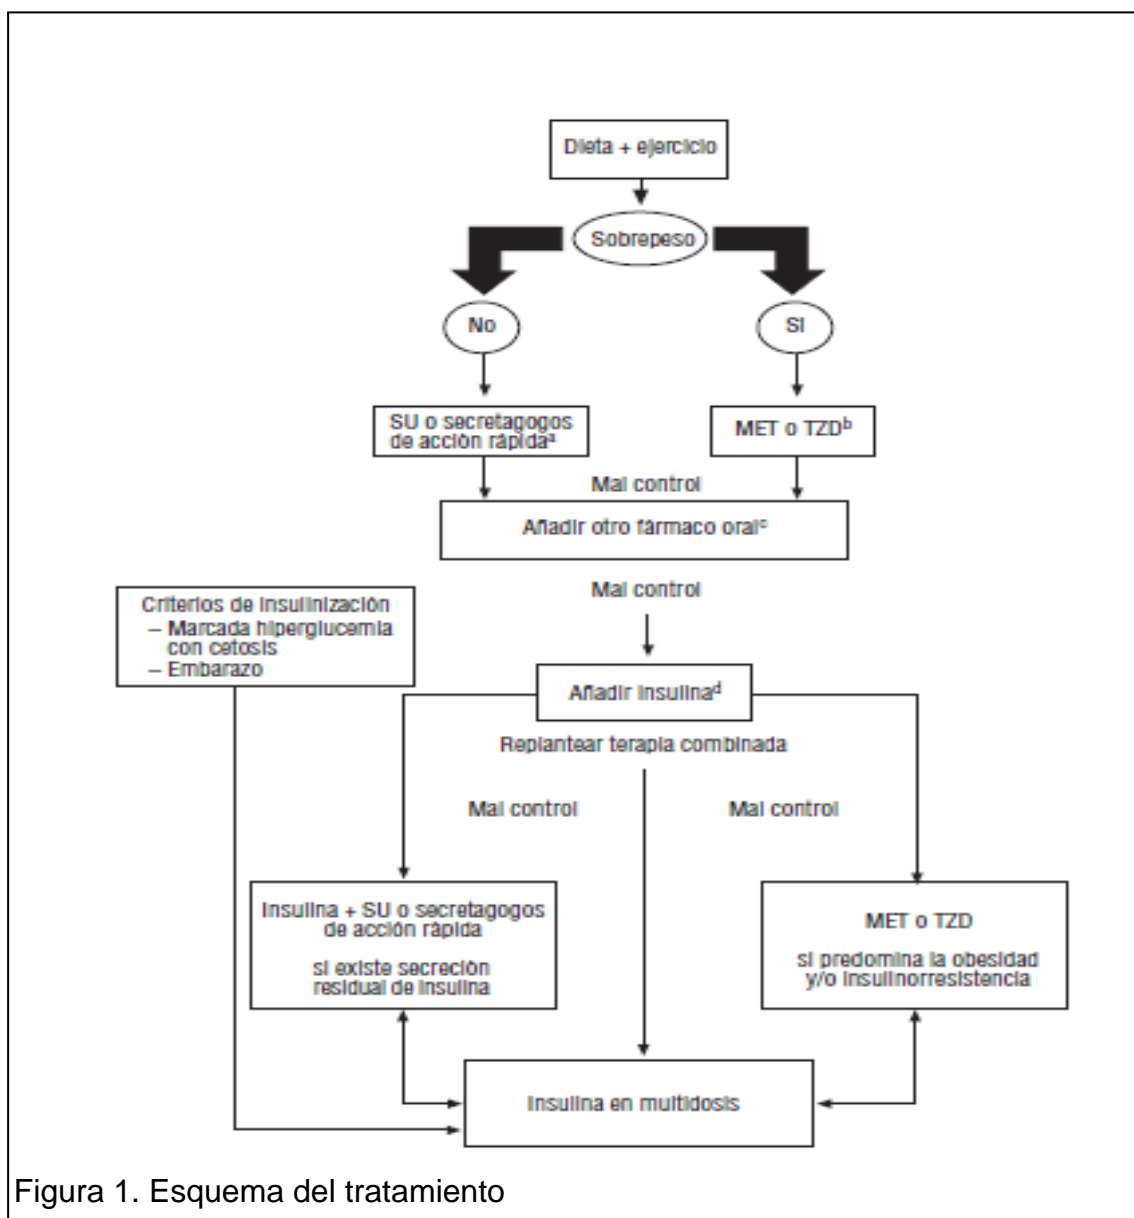 Dieta + ejercicio
Sobrepeso
No
SI
SU o secretagogos
de acción rápidaª
MET o TZDᵇ
Mal control
Añadir otro fármaco oralᶜ
Mal control
Criterios de insulinización
– Marcada hiperglucemia
con cetosis
– Embarazo
Añadir insulinaᵈ
Replantear terapia combinada
Mal control
Mal control
Insulina + SU o secretagogos
de acción rápida
si existe secreción
residual de insulina
MET o TZD
si predomina la obesidad
y/o insulinorresistencia
Insulina en multidosis
Figura 1. Esquema del tratamiento